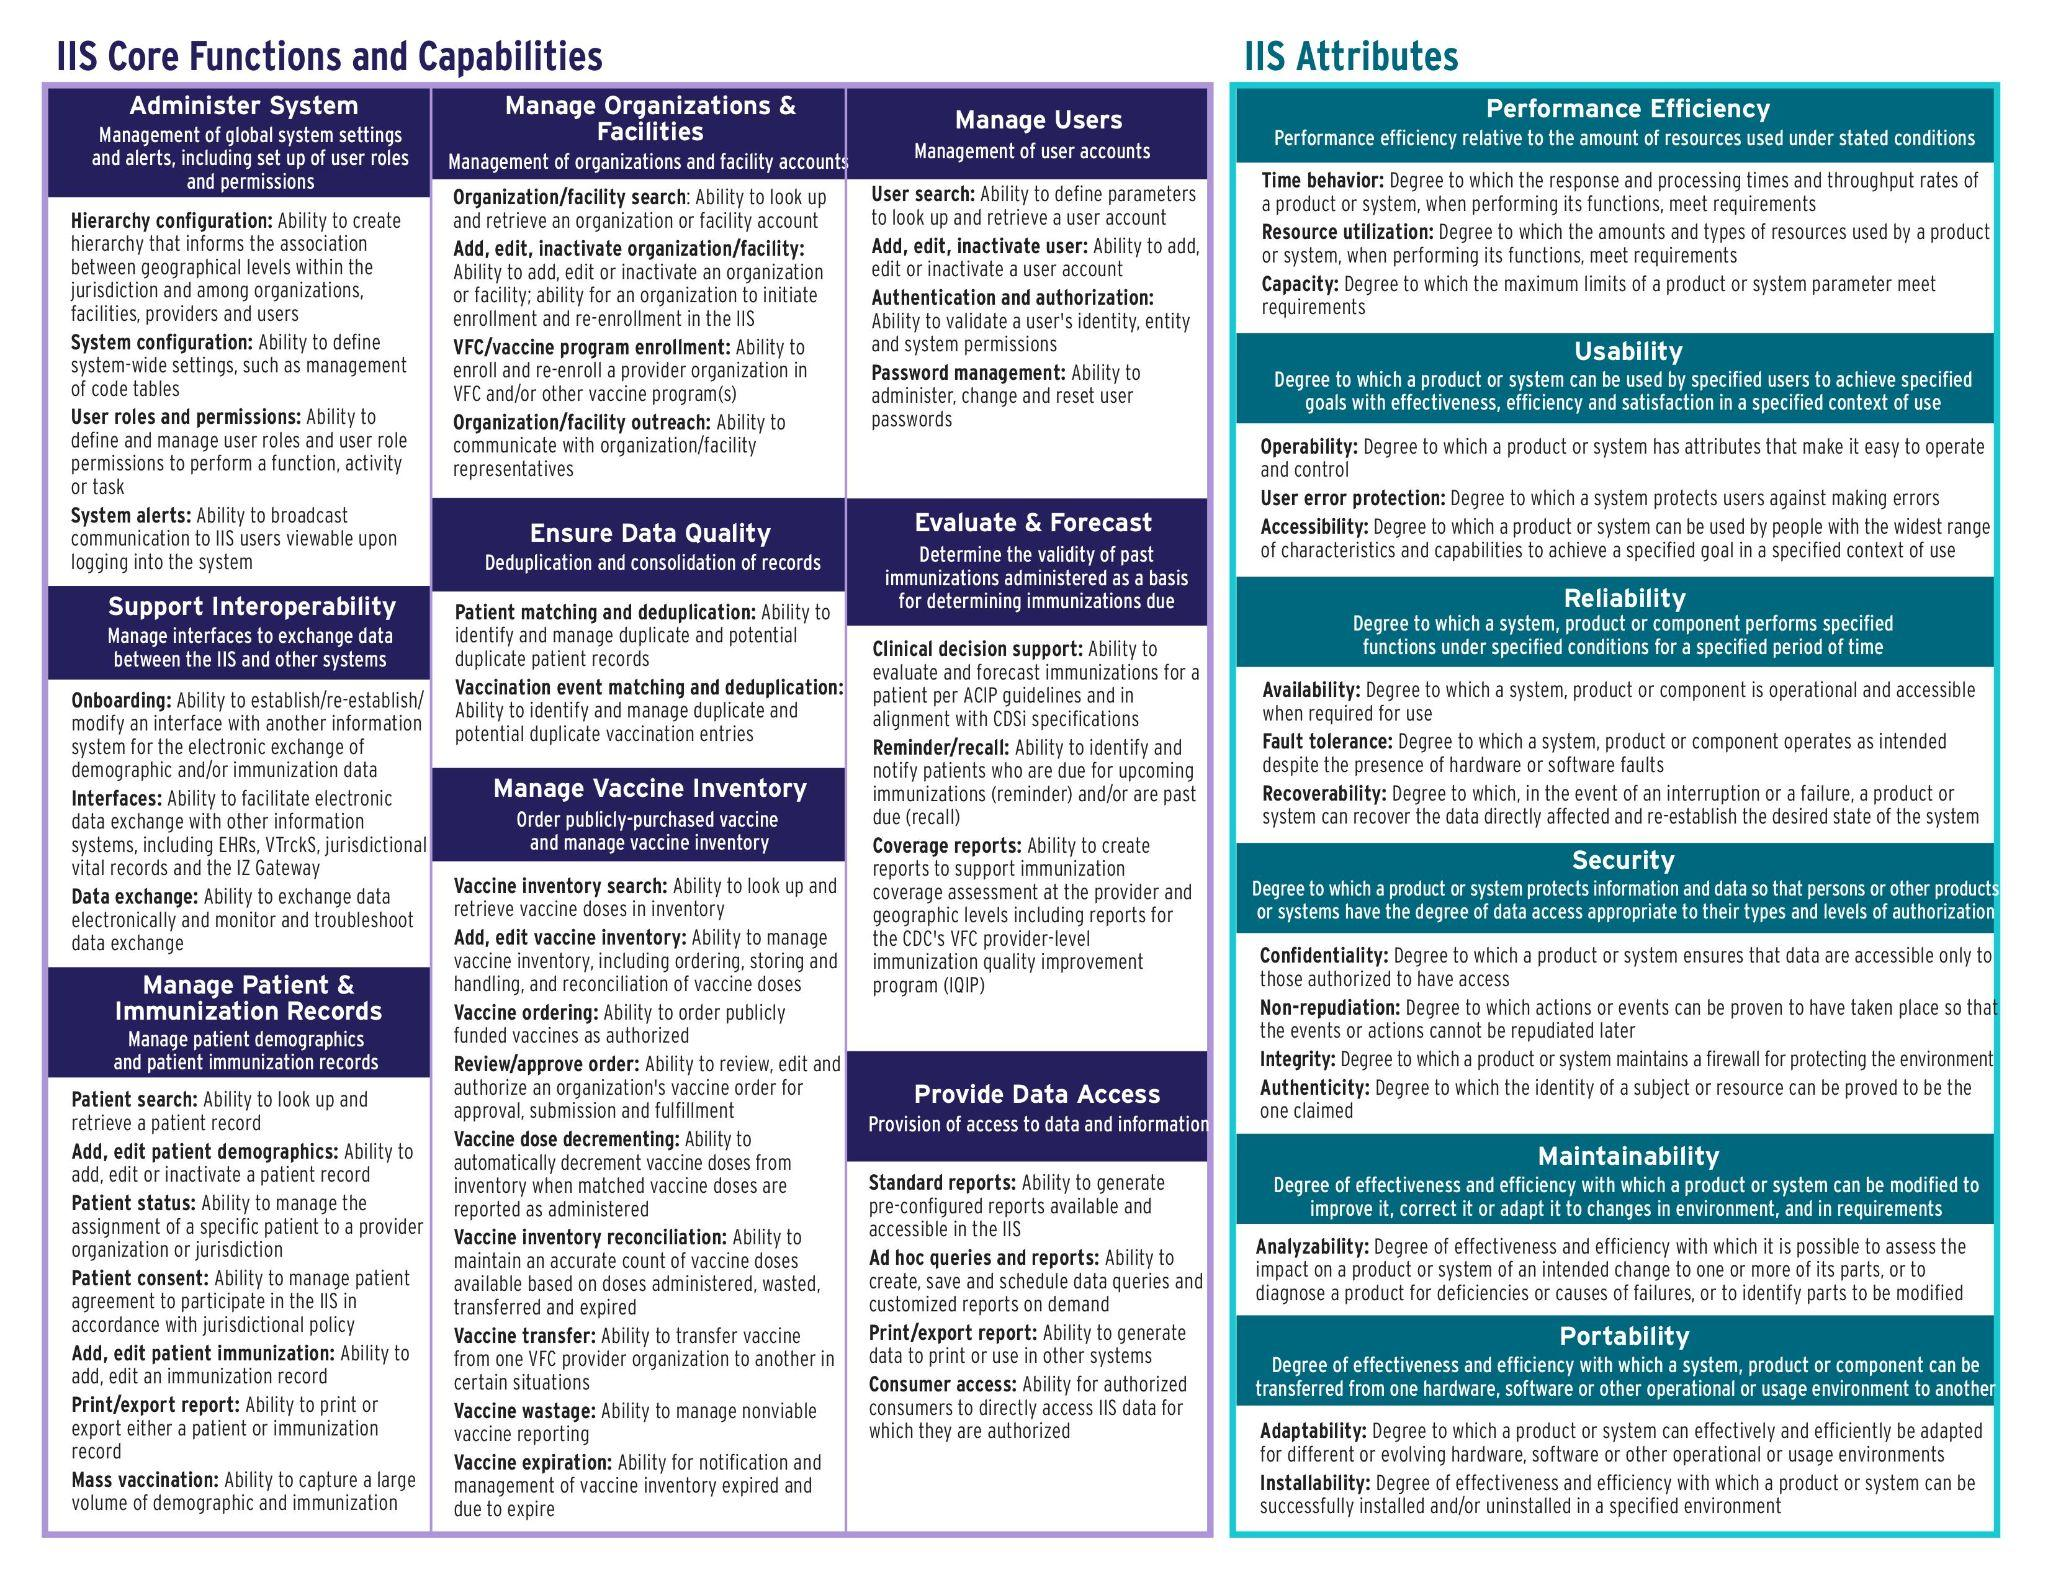 IIS Core Functions and Capabilities
Administer System
Management of global system settings
and alerts, including set up of user roles
and permissions
Hierarchy configuration: Ability to create
hierarchy that informs the association
between geographical levels within the
jurisdiction and among organizations,
facilities, providers and users
System configuration: Ability to define
system-wide settings, such as management
of code tables
User roles and permissions: Ability to
define and manage user roles and user role
permissions to perform a function, activity
or task
System alerts: Ability to broadcast
communication to IIS users viewable upon
logging into the system
Support Interoperability
Manage interfaces to exchange data
between the IIS and other systems
Onboarding: Ability to establish/re-establish/
modify an interface with another information
system for the electronic exchange of
demographic and/or immunization data
Interfaces: Ability to facilitate electronic
data exchange with other information
systems, including EHRs, VTrckS, jurisdictional
vital records and the IZ Gateway
Data exchange: Ability to exchange data
electronically and monitor and troubleshoot
data exchange
Manage Patient &
Immunization Records
Manage patient demographics
and patient immunization records
Patient search: Ability to look up and
retrieve a patient record
Add, edit patient demographics: Ability to
add, edit or inactivate a patient record
Patient status: Ability to manage the
assignment of a specific patient to a provider
organization or jurisdiction
Patient consent: Ability to manage patient
agreement to participate in the IIS in
accordance with jurisdictional policy
Add, edit patient immunization: Ability to
add, edit an immunization record
Print/export report: Ability to print or
export either a patient or immunization
record
Mass vaccination: Ability to capture a large
volume of demographic and immunization
Manage Organizations &
Facilities
Management of organizations and facility accounts
Organization/facility search: Ability to look up
and retrieve an organization or facility account
Add, edit, inactivate organization/facility:
Ability to add, edit or inactivate an organization
or facility; ability for an organization to initiate
enrollment and re-enrollment in the IIS
VFC/vaccine program enrollment: Ability to
enroll and re-enroll a provider organization in
VFC and/or other vaccine program(s)
Organization/facility outreach: Ability to
communicate with organization/facility
representatives
Ensure Data Quality
Deduplication and consolidation of records
Patient matching and deduplication: Ability to
identify and manage duplicate and potential
duplicate patient records
Vaccination event matching and deduplication:
Ability to identify and manage duplicate and
potential duplicate vaccination entries
Manage Vaccine Inventory
Order publicly-purchased vaccine
and manage vaccine inventory
Vaccine inventory search: Ability to look up and
retrieve vaccine doses in inventory
Add, edit vaccine inventory: Ability to manage
vaccine inventory, including ordering, storing and
handling, and reconciliation of vaccine doses
Vaccine ordering: Ability to order publicly
funded vaccines as authorized
Review/approve order: Ability to review, edit and
authorize an organization's vaccine order for
approval, submission and fulfillment
Vaccine dose decrementing: Ability to
automatically decrement vaccine doses from
inventory when matched vaccine doses are
reported as administered
Vaccine inventory reconciliation: Ability to
maintain an accurate count of vaccine doses
available based on doses administered, wasted,
transferred and expired
Vaccine transfer: Ability to transfer vaccine
from one VFC provider organization to another in
certain situations
Vaccine wastage: Ability to manage nonviable
vaccine reporting
Vaccine expiration: Ability for notification and
management of vaccine inventory expired and
due to expire
Manage Users
Management of user accounts
User search: Ability to define parameters
to look up and retrieve a user account
Add, edit, inactivate user: Ability to add,
edit or inactivate a user account
Authentication and authorization:
Ability to validate a user's identity, entity
and system permissions
Password management: Ability to
administer, change and reset user
passwords
Evaluate & Forecast
Determine the validity of past
immunizations administered as a basis
for determining immunizations due
Clinical decision support: Ability to
evaluate and forecast immunizations for a
patient per ACIP guidelines and in
alignment with CDSi specifications
Reminder/recall: Ability to identify and
notify patients who are due for upcoming
immunizations (reminder) and/or are past
due (recall)
Coverage reports: Ability to create
reports to support immunization
coverage assessment at the provider and
geographic levels including reports for
the CDC's VFC provider-level
immunization quality improvement
program (IQIP)
Provide Data Access
Provision of access to data and information
Standard reports: Ability to generate
pre-configured reports available and
accessible in the IIS
Ad hoc queries and reports: Ability to
create, save and schedule data queries and
customized reports on demand
Print/export report: Ability to generate
data to print or use in other systems
Consumer access: Ability for authorized
consumers to directly access IIS data for
which they are authorized
IIS Attributes
Performance Efficiency
Performance efficiency relative to the amount of resources used under stated conditions
Time behavior: Degree to which the response and processing times and throughput rates of
a product or system, when performing its functions, meet requirements
Resource utilization: Degree to which the amounts and types of resources used by a product
or system, when performing its functions, meet requirements
Capacity: Degree to which the maximum limits of a product or system parameter meet
requirements
Usability
Degree to which a product or system can be used by specified users to achieve specified
goals with effectiveness, efficiency and satisfaction in a specified context of use
Operability: Degree to which a product or system has attributes that make it easy to operate
and control
User error protection: Degree to which a system protects users against making errors
Accessibility: Degree to which a product or system can be used by people with the widest range
of characteristics and capabilities to achieve a specified goal in a specified context of use
Reliability
Degree to which a system, product or component performs specified
functions under specified conditions for a specified period of time
Availability: Degree to which a system, product or component is operational and accessible
when required for use
Fault tolerance: Degree to which a system, product or component operates as intended
despite the presence of hardware or software faults
Recoverability: Degree to which, in the event of an interruption or a failure, a product or
system can recover the data directly affected and re-establish the desired state of the system
Security
Degree to which a product or system protects information and data so that persons or other products
or systems have the degree of data access appropriate to their types and levels of authorization
Confidentiality: Degree to which a product or system ensures that data are accessible only to
those authorized to have access
Non-repudiation: Degree to which actions or events can be proven to have taken place so that
the events or actions cannot be repudiated later
Integrity: Degree to which a product or system maintains a firewall for protecting the environment
Authenticity: Degree to which the identity of a subject or resource can be proved to be the
one claimed
Maintainability
Degree of effectiveness and efficiency with which a product or system can be modified to
improve it, correct it or adapt it to changes in environment, and in requirements
Analyzability: Degree of effectiveness and efficiency with which it is possible to assess the
impact on a product or system of an intended change to one or more of its parts, or to
diagnose a product for deficiencies or causes of failures, or to identify parts to be modified
Portability
Degree of effectiveness and efficiency with which a system, product or component can be
transferred from one hardware, software or other operational or usage environment to another
Adaptability: Degree to which a product or system can effectively and efficiently be adapted
for different or evolving hardware, software or other operational or usage environments
Installability: Degree of effectiveness and efficiency with which a product or system can be
successfully installed and/or uninstalled in a specified environment